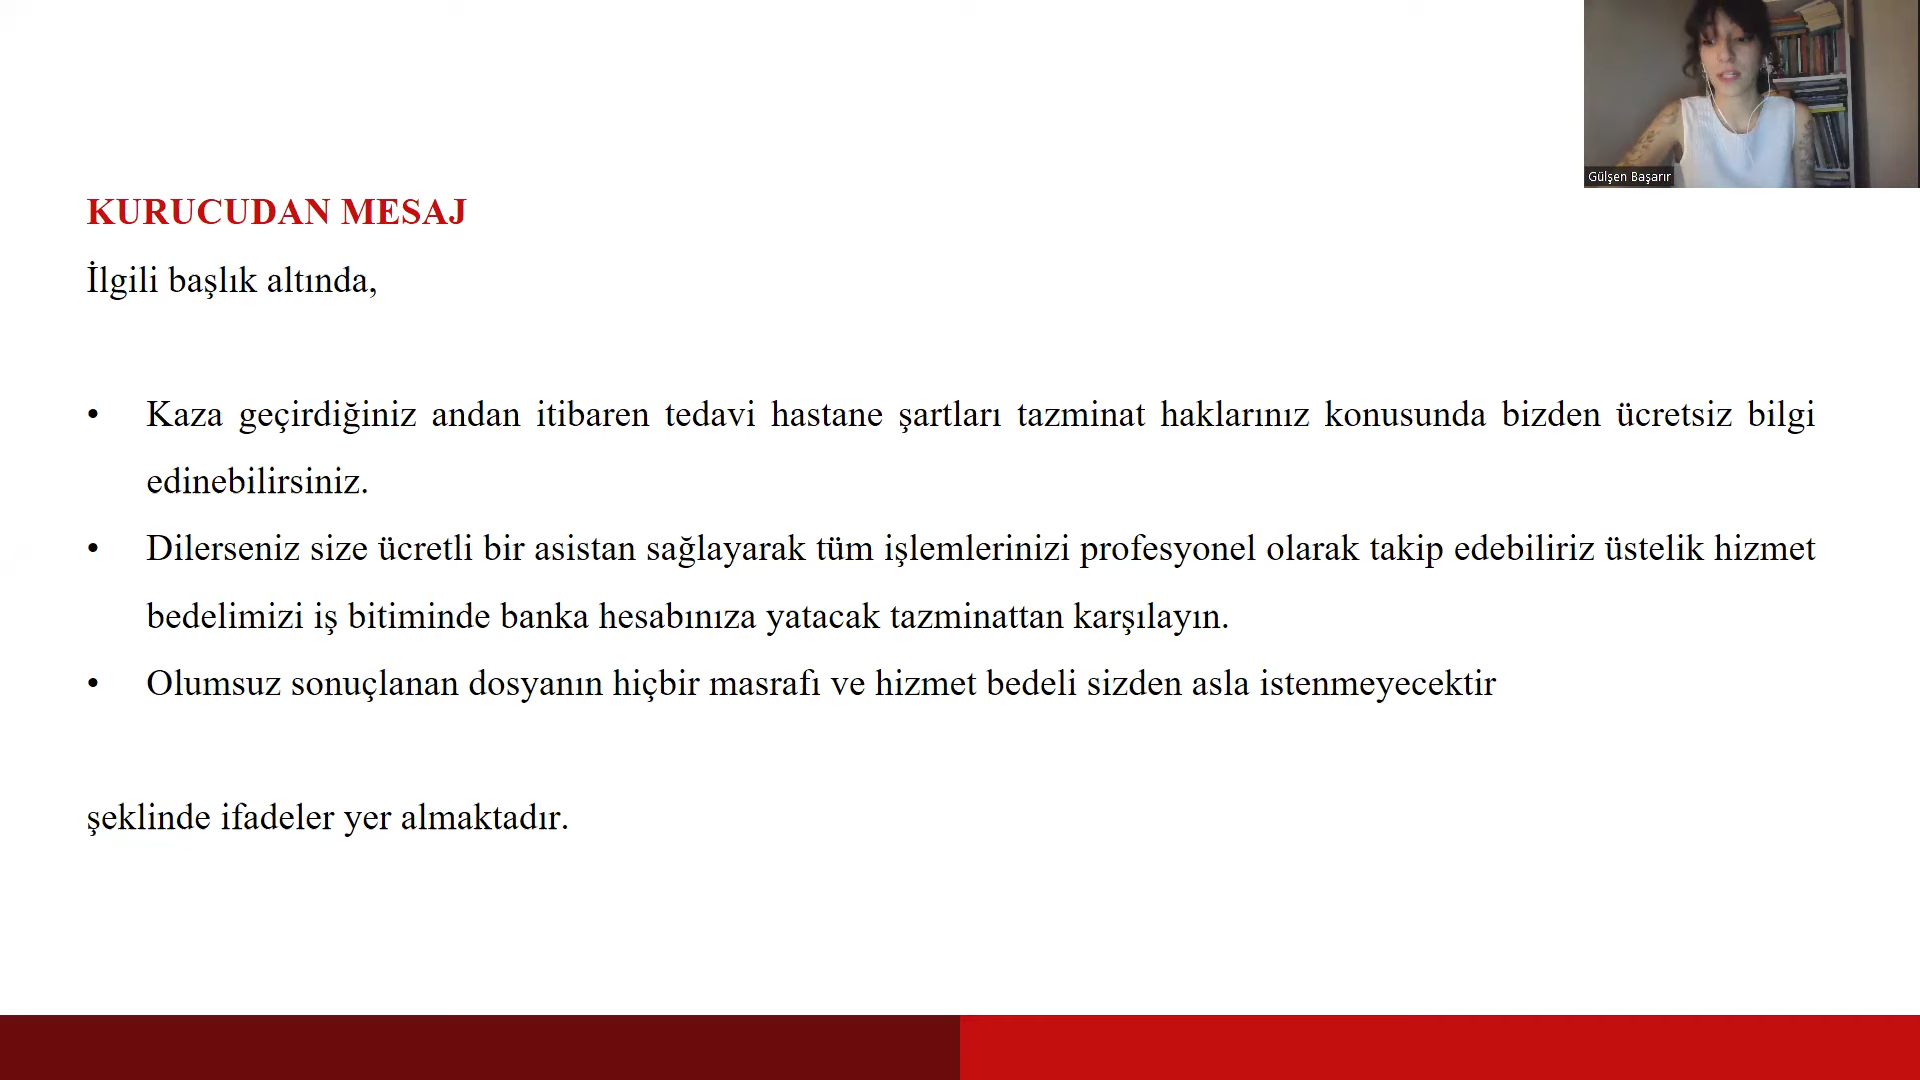 Gülşen Başarır
KURUCUDAN MESAJ
İlgili başlık altında,
• Kaza geçirdiğiniz andan itibaren tedavi hastane şartları tazminat haklarınız konusunda bizden ücretsiz bilgi
edinebilirsiniz.
• Dilerseniz size ücretli bir asistan sağlayarak tüm işlemlerinizi profesyonel olarak takip edebiliriz üstelik hizmet
bedelimizi iş bitiminde banka hesabınıza yatacak tazminattan karşılayın.
• Olumsuz sonuçlanan dosyanın hiçbir masrafı ve hizmet bedeli sizden asla istenmeyecektir
şeklinde ifadeler yer almaktadır.